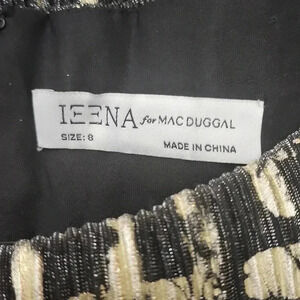 IEENA for MAC DUGGAL
SIZE: 8 MADE IN CHINA